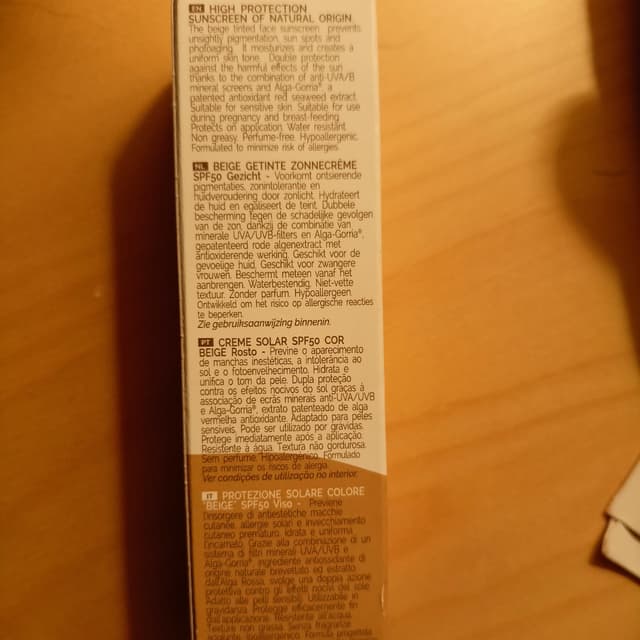 EN HIGH PROTECTION
SUNSCREEN OF NATURAL ORIGIN.
The beige tinted face sunscreen prevents
unsightly pigmentation, sun spots and
photoaging. It moisturizes and creates a
uniform skin tone. Double protection
against the harmful effects of the sun
thanks to the combination of anti-UVA/B
mineral screens and Alga-Gorria®, a
patented antioxidant red seaweed extract.
Suitable for sensitive skin. Suitable for use
during pregnancy and breast-feeding.
Protects on application. Water resistant.
Non greasy. Perfume-free. Hypoallergenic.
Formulated to minimize risk of allergies.
NL BEIGE GETINTE ZONNECRÈME
SPF50 Gezicht - Voorkomt ontsierende
pigmentaties, zonintolerantie en
huidveroudering door zonlicht. Hydrateert
de huid en egaliseert de teint. Dubbele
bescherming tegen de schadelijke gevolgen
van de zon, dankzij de combinatie van
minerale UVA/UVB-filters en Alga-Gorria®,
gepatenteerd rode algenextract met
antioxiderende werking. Geschikt voor de
gevoelige huid. Geschikt voor zwangere
vrouwen. Beschermt meteen vanaf het
aanbrengen. Waterbestendig. Niet-vette
textuur. Zonder parfum. Hypoallergeen.
Ontwikkeld om het risico op allergische reacties
te beperken.
Zie gebruiksaanwijzing binnenin.
PT CREME SOLAR SPF50 COR
BEIGE Rosto - Previne o aparecimento
de manchas inestéticas, a intolerância ao
sol e o fotoenvelhecimento. Hidrata e
unifica o tom da pele. Dupla proteção
contra os efeitos nocivos do sol graças à
associação de ecrãs minerais anti-UVA/UVB
e Alga-Gorria®, extrato patenteado de alga
vermelha antioxidante. Adaptado para peles
sensíveis. Pode ser utilizado por grávidas.
Protege imediatamente após a aplicação.
Resistente à água. Textura não gordurosa.
Sem perfume. Hipoalergénico. Formulado
para minimizar os riscos de alergia.
Ver condições de utilização no interior.
IT PROTEZIONE SOLARE COLORE
"BEIGE" SPF50 Viso - Previene
l'insorgere di antiestetiche macchie
cutanee, allergie solari e invecchiamento
cutaneo prematuro. Idrata e uniforma
l'incarnato. Grazie alla combinazione di un
sistema di filtri minerali UVA/UVB e
Alga-Gorria®, ingrediente antiossidante di
origine naturale brevettato ed estratto
dall'Alga Rossa, svolge una doppia azione
protettiva contro gli effetti nocivi del sole.
Adatto alle pelli sensibili. Utilizzabile in
gravidanza. Protegge efficacemente fin
dall'applicazione. Resistente all'acqua.
Texture non grassa. Senza fragranze
aggiunte. Ipoallergenico. Formula progettata